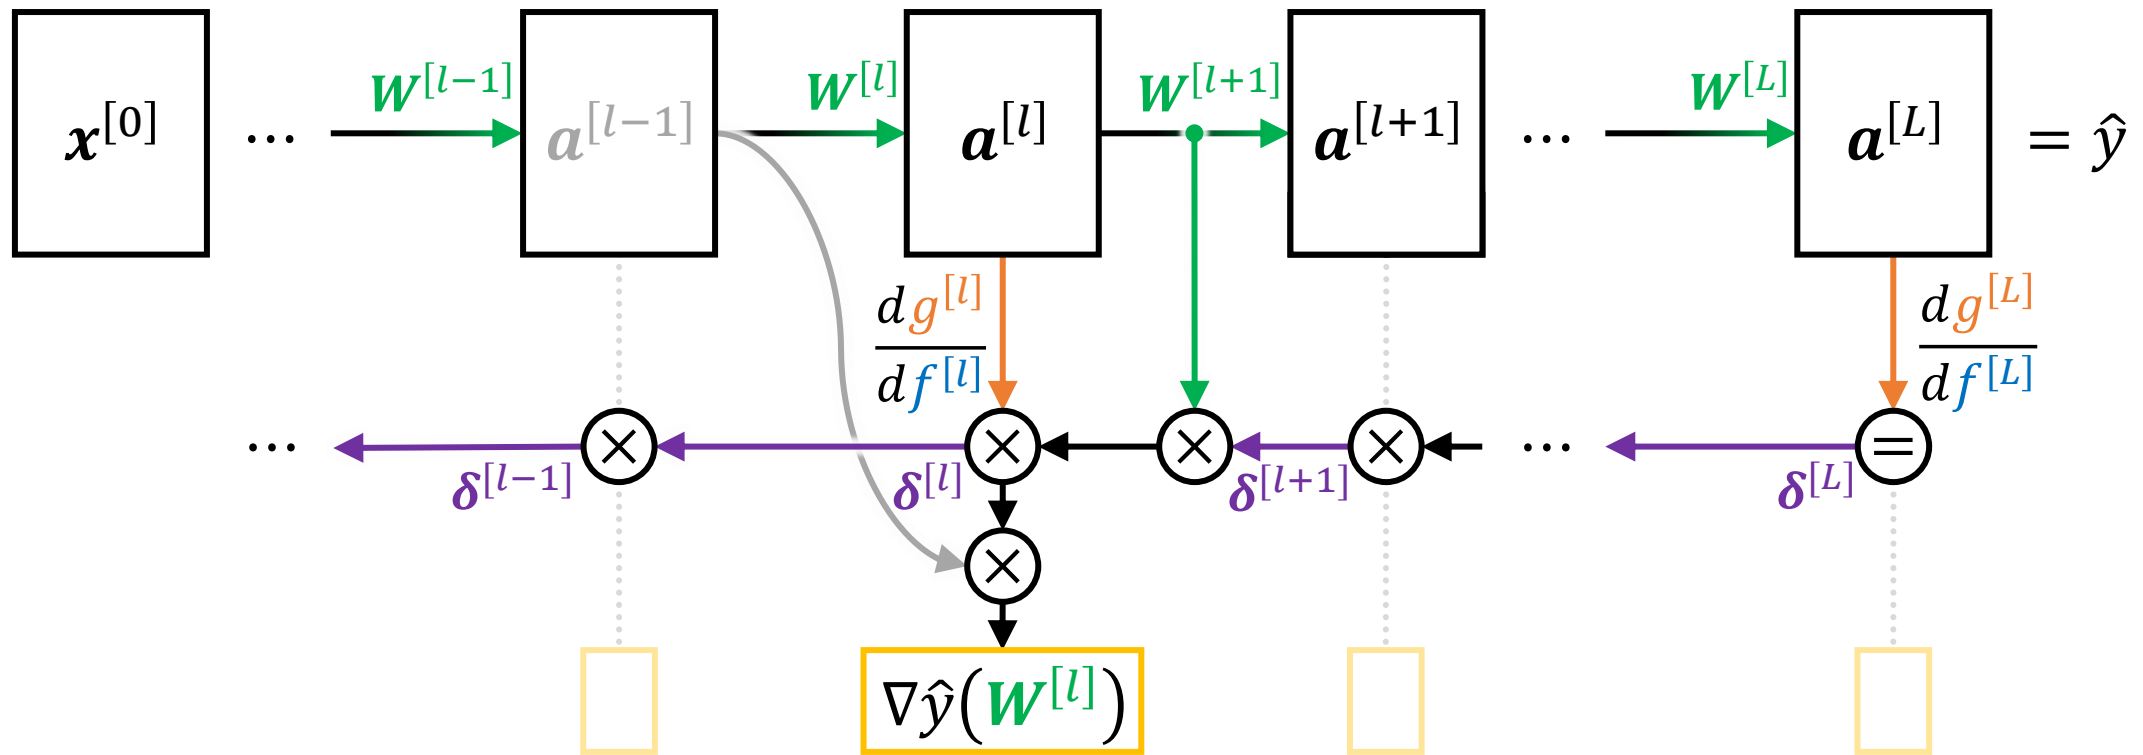 W^[l−1] W^[l] W^[l+1] W^[L]
x^[0] ⋯ a^[l−1] a^[l] a^[l+1] ⋯ a^[L] = ŷ
dg^[l]/df^[l] dg^[L]/df^[L]
⋯ × × × × ⋯ =
δ^[l−1] δ^[l] δ^[l+1] δ^[L]
×
∇ŷ(W^[l])